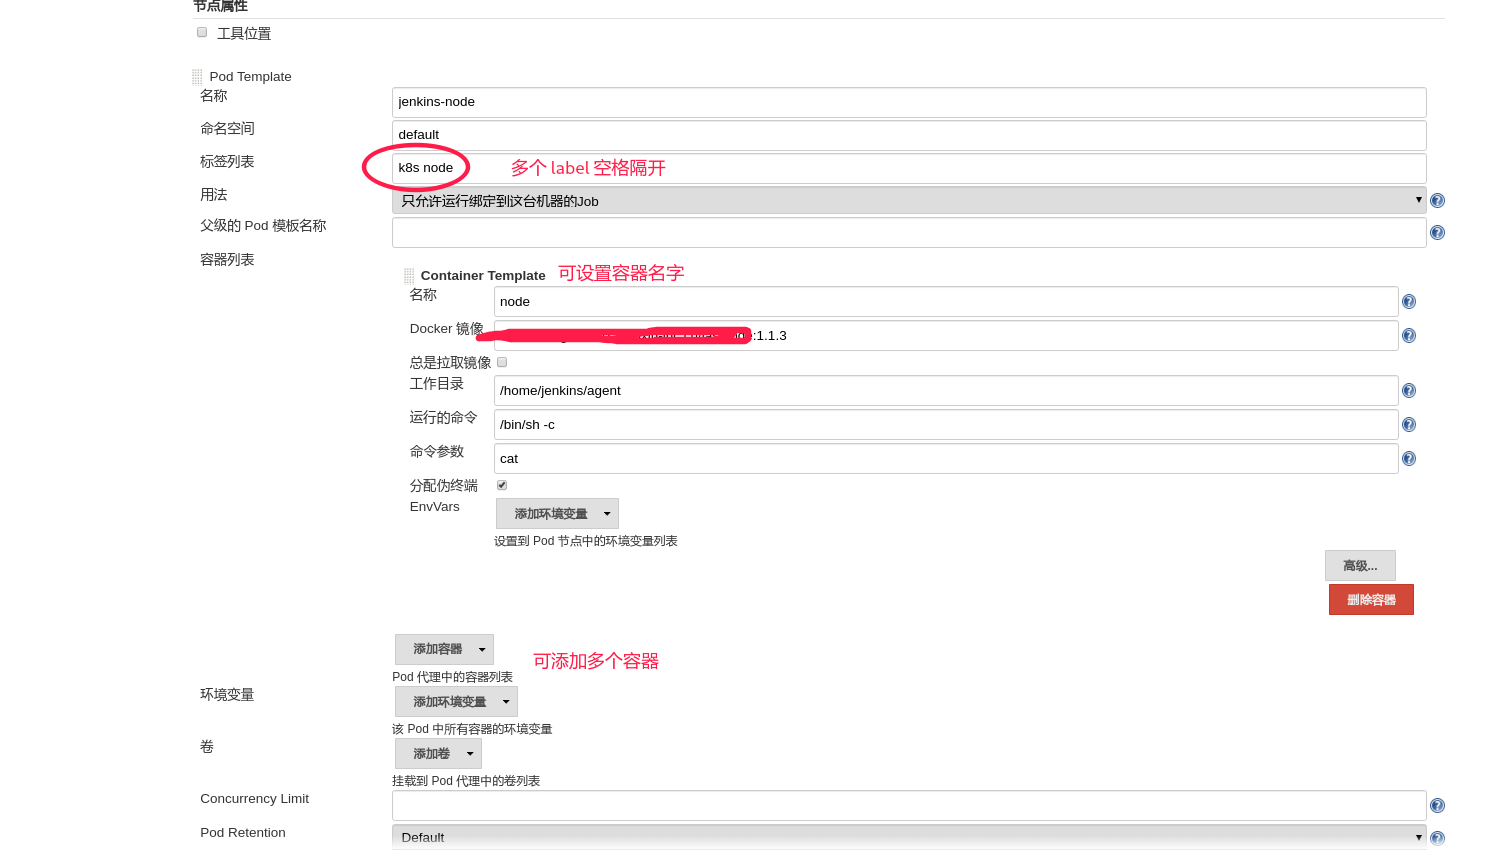 节点属性
工具位置
Pod Template
名称
jenkins-node
命名空间
default
标签列表
k8s node
多个 label 空格隔开
用法
只允许运行绑定到这台机器的Job
父级的 Pod 模板名称
容器列表
Container Template
可设置容器名字
名称
node
Docker 镜像
:1.1.3
总是拉取镜像
工作目录
/home/jenkins/agent
运行的命令
/bin/sh -c
命令参数
cat
分配伪终端
EnvVars
添加环境变量
设置到 Pod 节点中的环境变量列表
高级...
删除容器
添加容器
可添加多个容器
Pod 代理中的容器列表
环境变量
添加环境变量
该 Pod 中所有容器的环境变量
卷
添加卷
挂载到 Pod 代理中的卷列表
Concurrency Limit
Pod Retention
Default